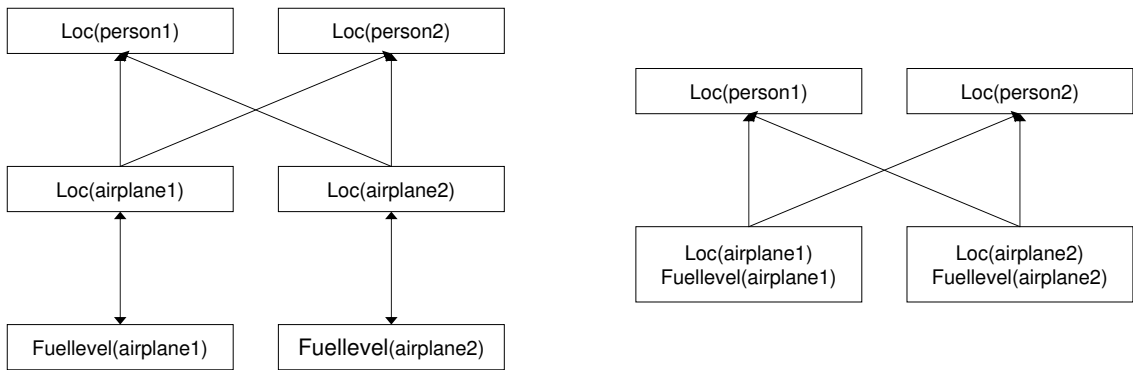 Loc(person1)
Loc(person2)
Loc(airplane1)
Loc(airplane2)
Fuellevel(airplane1)
Fuellevel(airplane2)
Loc(person1)
Loc(person2)
Loc(airplane1)
Fuellevel(airplane1)
Loc(airplane2)
Fuellevel(airplane2)